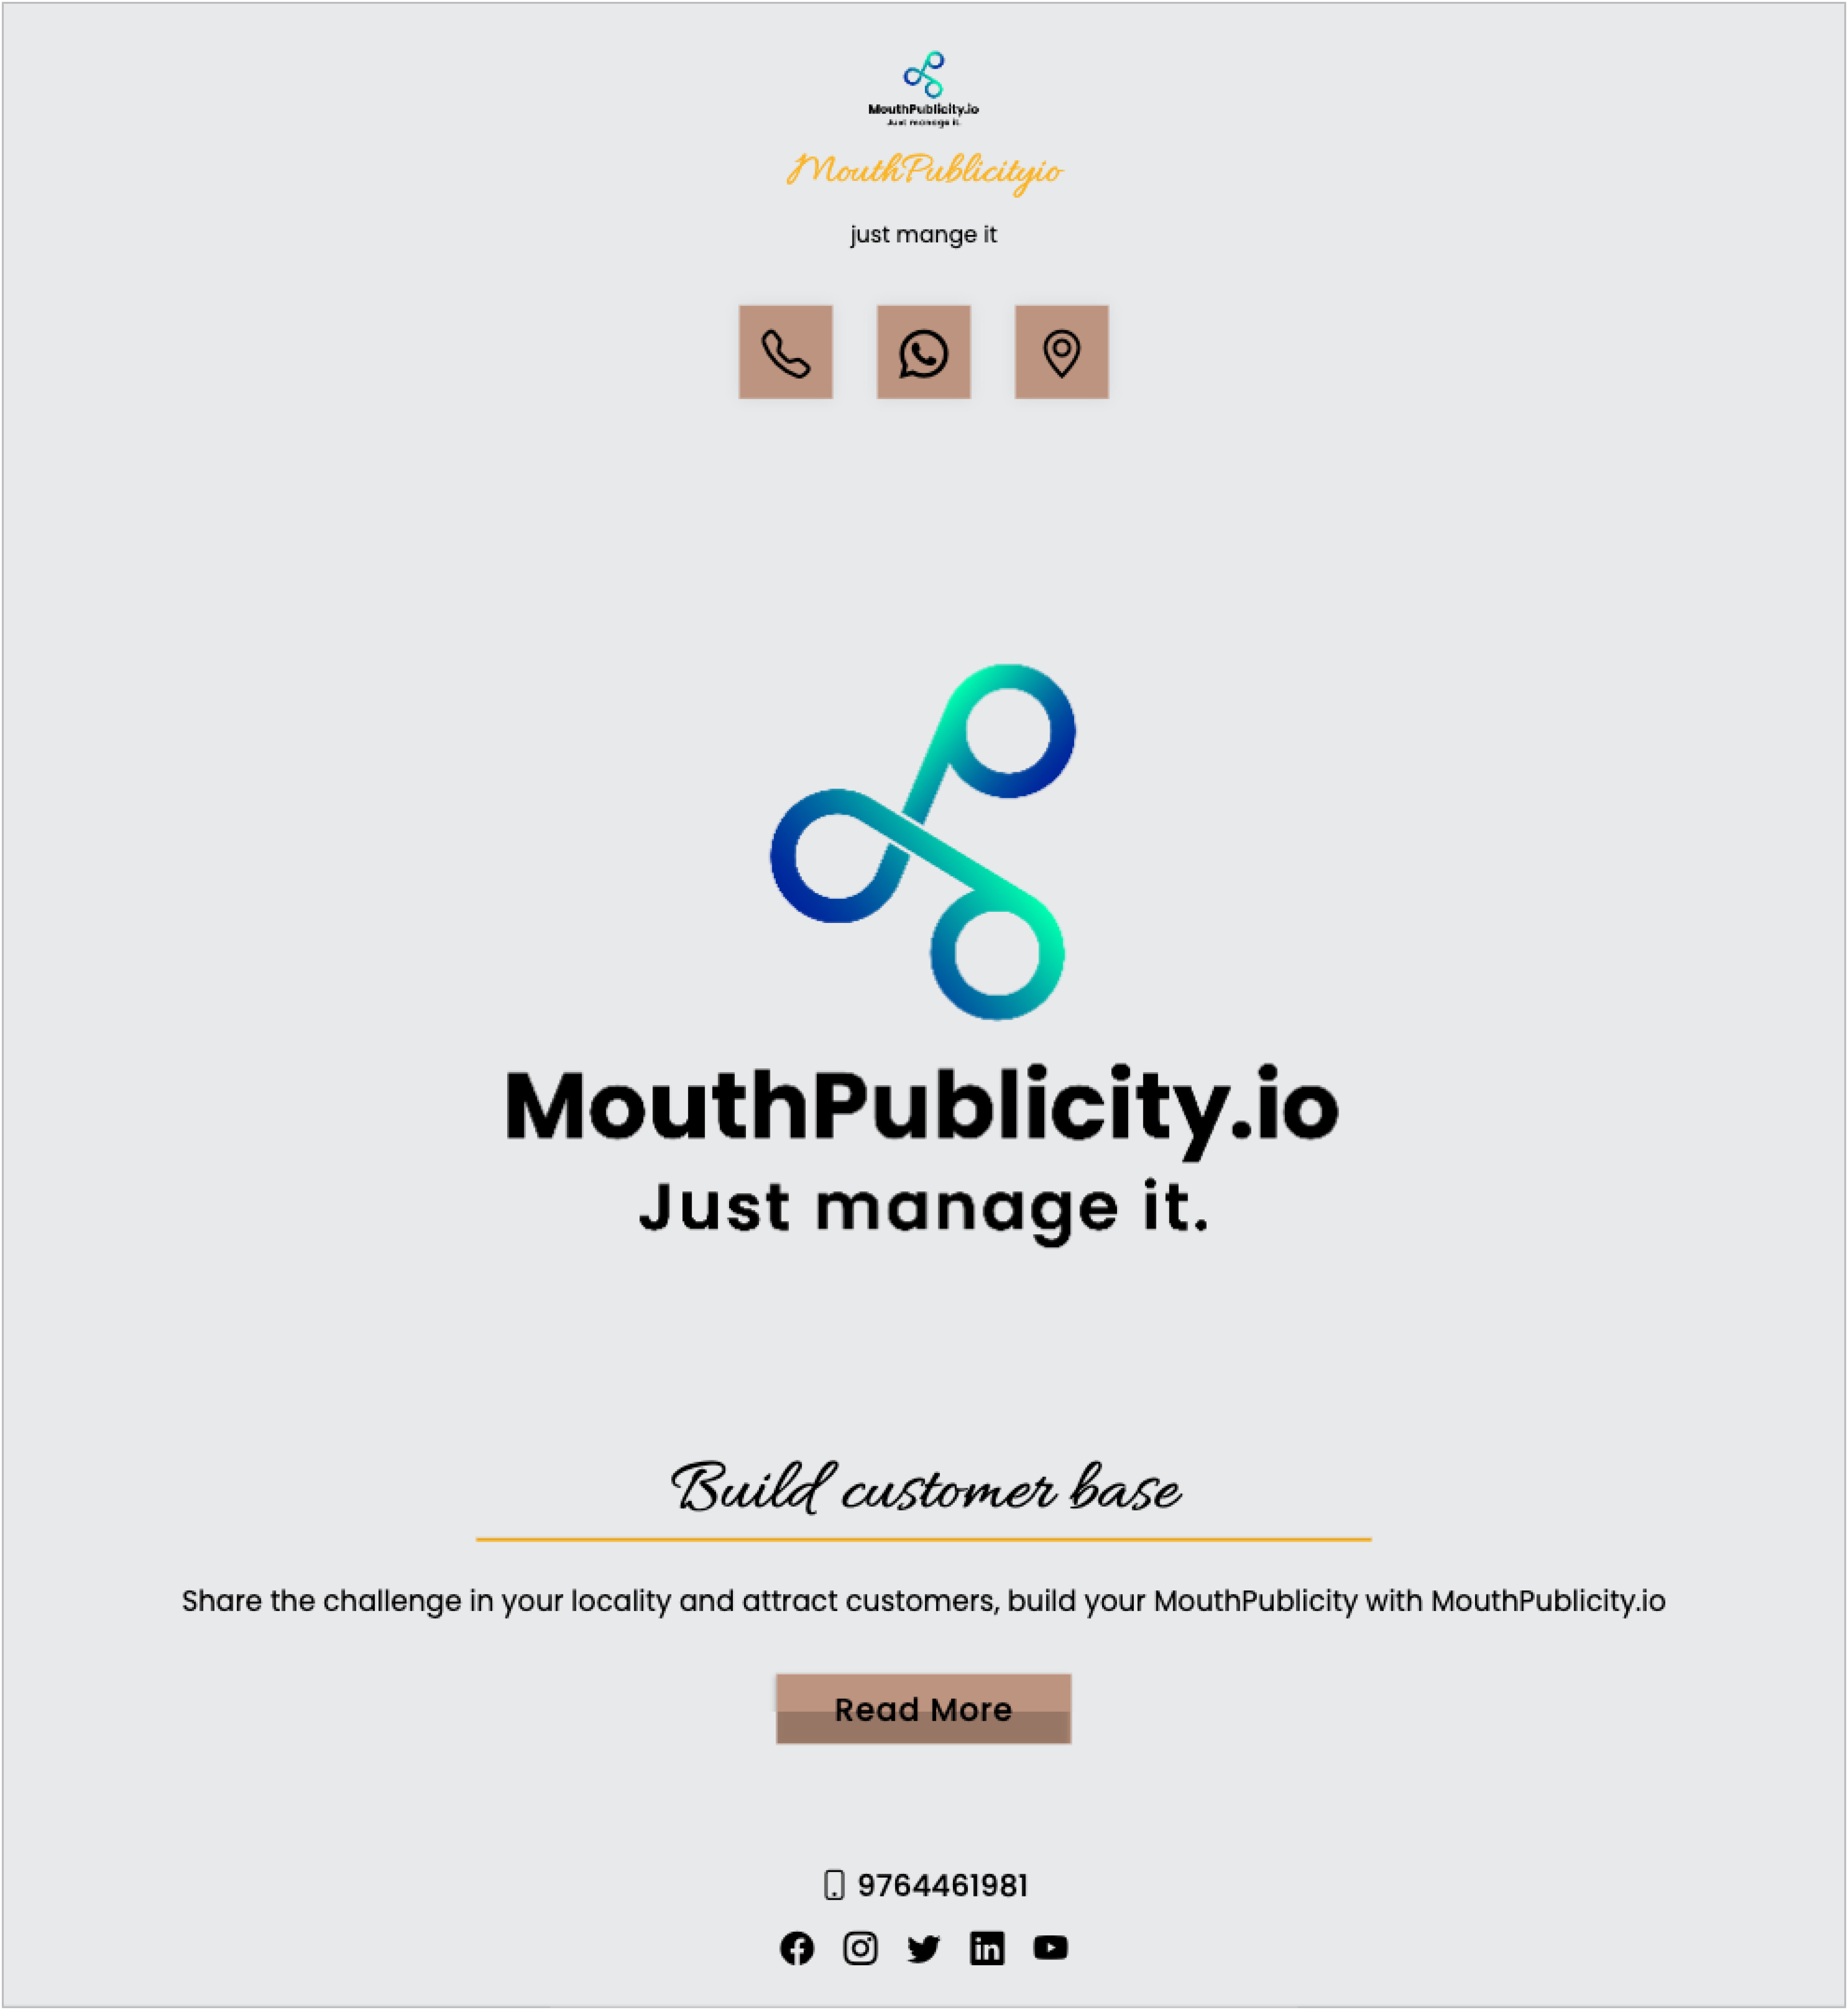 MouthPublicity.io
Just manage it.
MouthPublicityio
just mange it
MouthPublicity.io
Just manage it.
Build customer base
Share the challenge in your locality and attract customers, build your MouthPublicity with MouthPublicity.io
Read More
9764461981